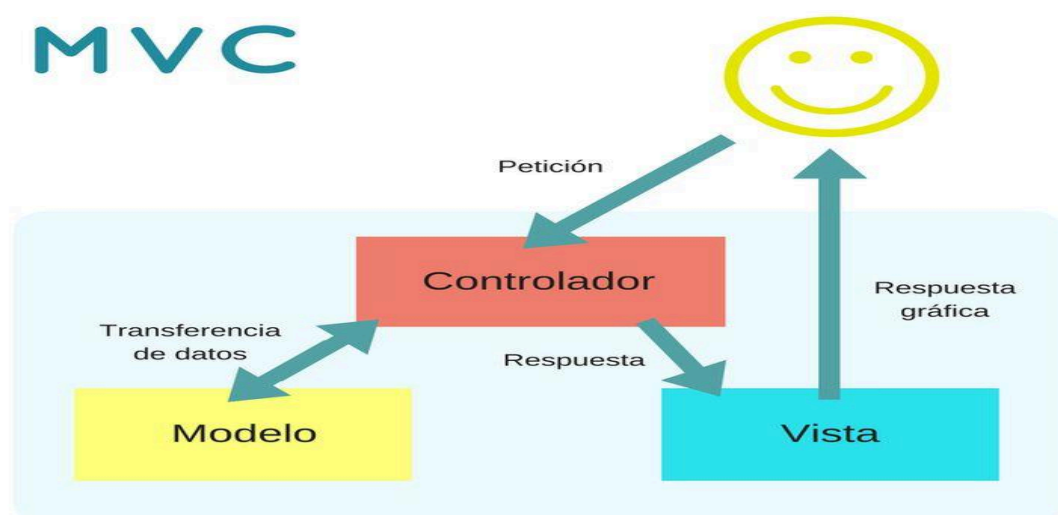 MVC
Petición
Controlador
Respuesta
gráfica
Transferencia
de datos
Respuesta
Modelo
Vista